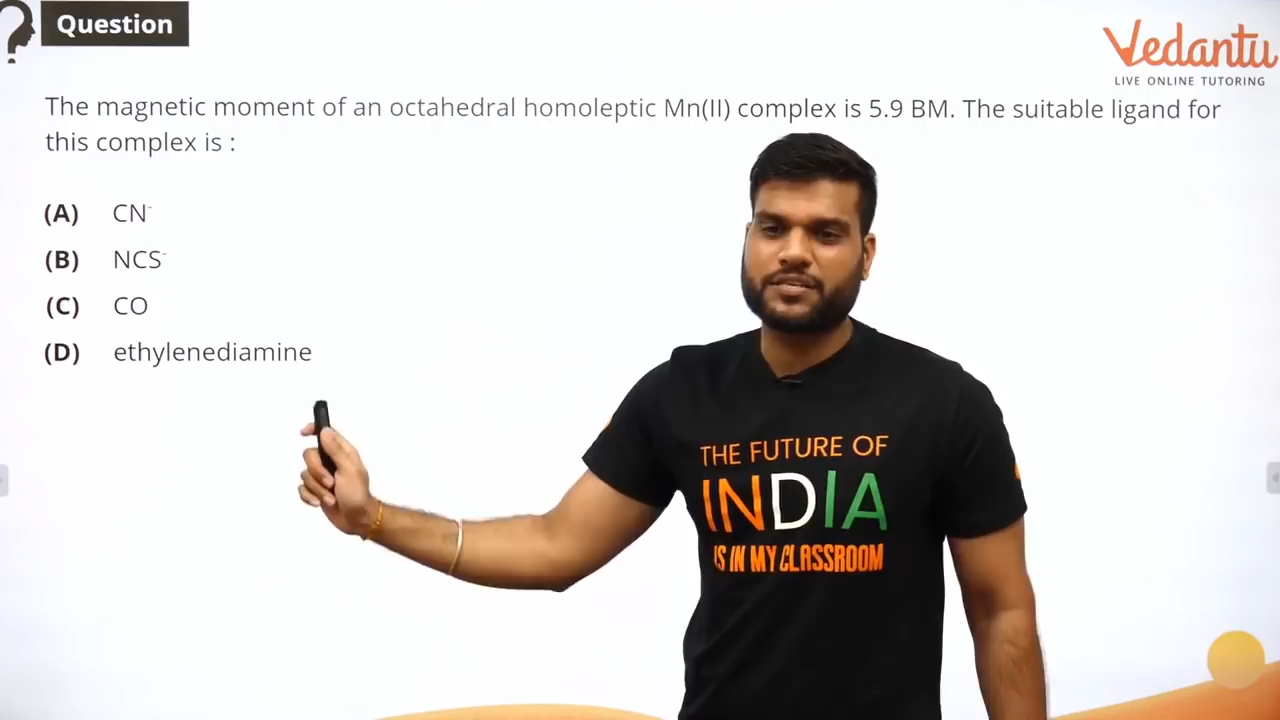 Question
Vedantu
LIVE ONLINE TUTORING
The magnetic moment of an octahedral homoleptic Mn(II) complex is 5.9 BM. The suitable ligand for
this complex is :
(A) CN⁻
(B) NCS⁻
(C) CO
(D) ethylenediamine
THE FUTURE OF
INDIA
IS IN MY CLASSROOM